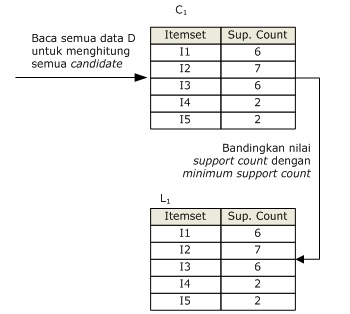 C1
Baca semua data D
untuk menghitung
semua candidate
Itemset Sup. Count
I1 6
I2 7
I3 6
I4 2
I5 2
Bandingkan nilai
support count dengan
minimum support count
L1
Itemset Sup. Count
I1 6
I2 7
I3 6
I4 2
I5 2